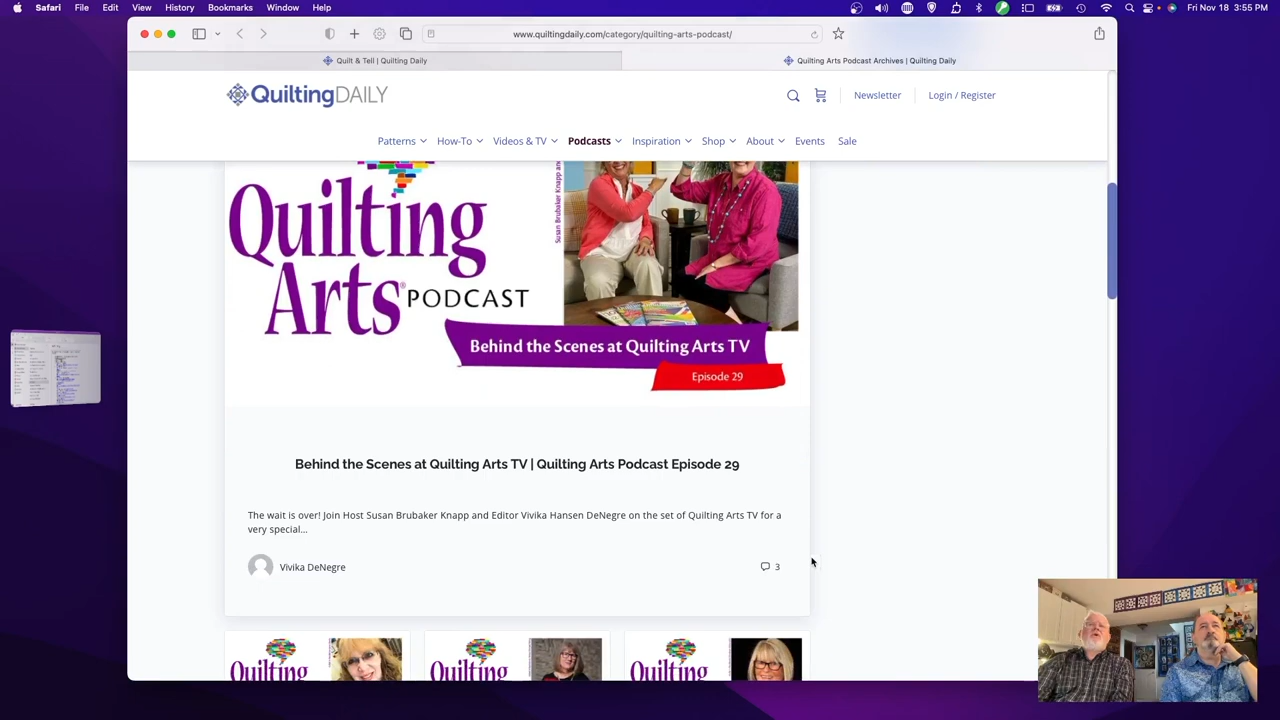 Safari File Edit View History Bookmarks Window Help Fri Nov 18 3:55 PM
www.quiltingdaily.com/category/quilting-arts-podcast/
Quilt & Tell | Quilting Daily Quilting Arts Podcast Archives | Quilting Daily
QuiltingDAILY Newsletter Login / Register
Patterns How-To Videos & TV Podcasts Inspiration Shop About Events Sale
Susan Brubaker Knapp and
Quilting
Arts® PODCAST
Behind the Scenes at Quilting Arts TV
Episode 29
Behind the Scenes at Quilting Arts TV | Quilting Arts Podcast Episode 29
The wait is over! Join Host Susan Brubaker Knapp and Editor Vivika Hansen DeNegre on the set of Quilting Arts TV for a
very special...
Vivika DeNegre 3
Quilting Quilting Quilting